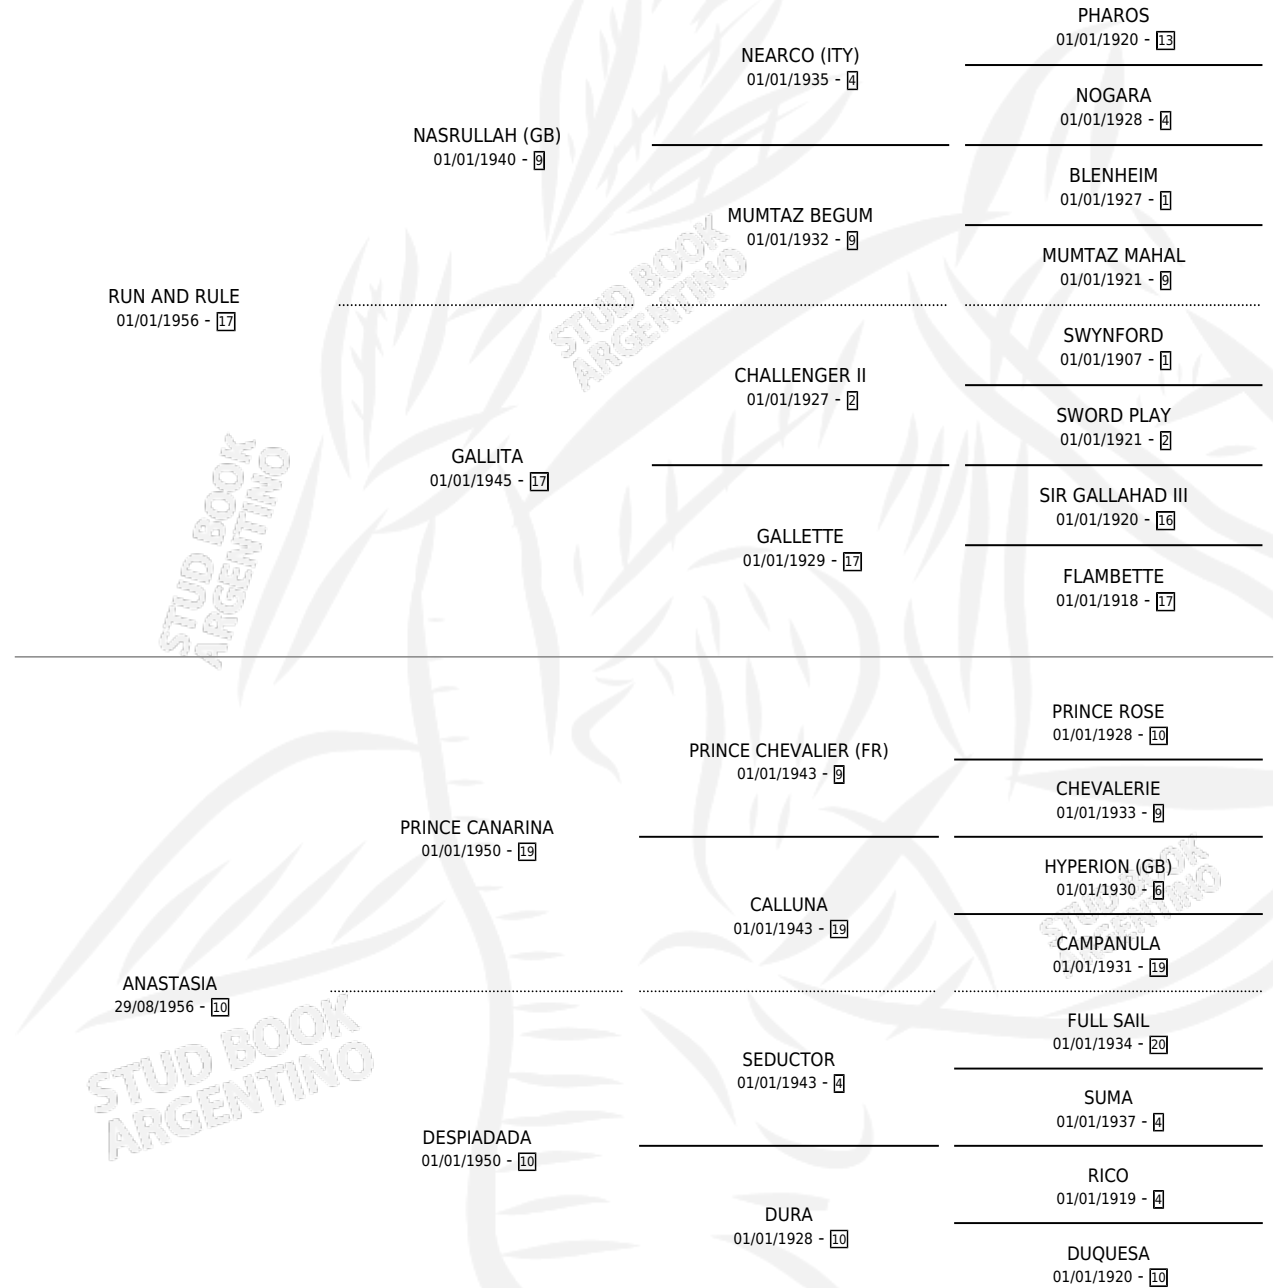 PHAROS
01/01/1920 - 13
NEARCO (ITY)
01/01/1935 - 4
NOGARA
01/01/1928 - 4
NASRULLAH (GB)
01/01/1940 - 9
BLENHEIM
01/01/1927 - 1
MUMTAZ BEGUM
01/01/1932 - 9
MUMTAZ MAHAL
01/01/1921 - 9
RUN AND RULE
01/01/1956 - 17
SWYNFORD
01/01/1907 - 1
CHALLENGER II
01/01/1927 - 2
SWORD PLAY
01/01/1921 - 2
GALLITA
01/01/1945 - 17
SIR GALLAHAD III
01/01/1920 - 16
GALLETTE
01/01/1929 - 17
FLAMBETTE
01/01/1918 - 17
PRINCE ROSE
01/01/1928 - 10
PRINCE CHEVALIER (FR)
01/01/1943 - 9
CHEVALERIE
01/01/1933 - 9
PRINCE CANARINA
01/01/1950 - 19
HYPERION (GB)
01/01/1930 - 6
CALLUNA
01/01/1943 - 19
CAMPANULA
01/01/1931 - 19
ANASTASIA
29/08/1956 - 10
FULL SAIL
01/01/1934 - 20
SEDUCTOR
01/01/1943 - 4
SUMA
01/01/1937 - 4
DESPIADADA
01/01/1950 - 10
RICO
01/01/1919 - 4
DURA
01/01/1928 - 10
DUQUESA
01/01/1920 - 10
STUD BOOK
ARGENTINO
STUD BOOK
ARGENTINO
STUD BOOK
ARGENTINO
STUD BOOK
ARGENTINO